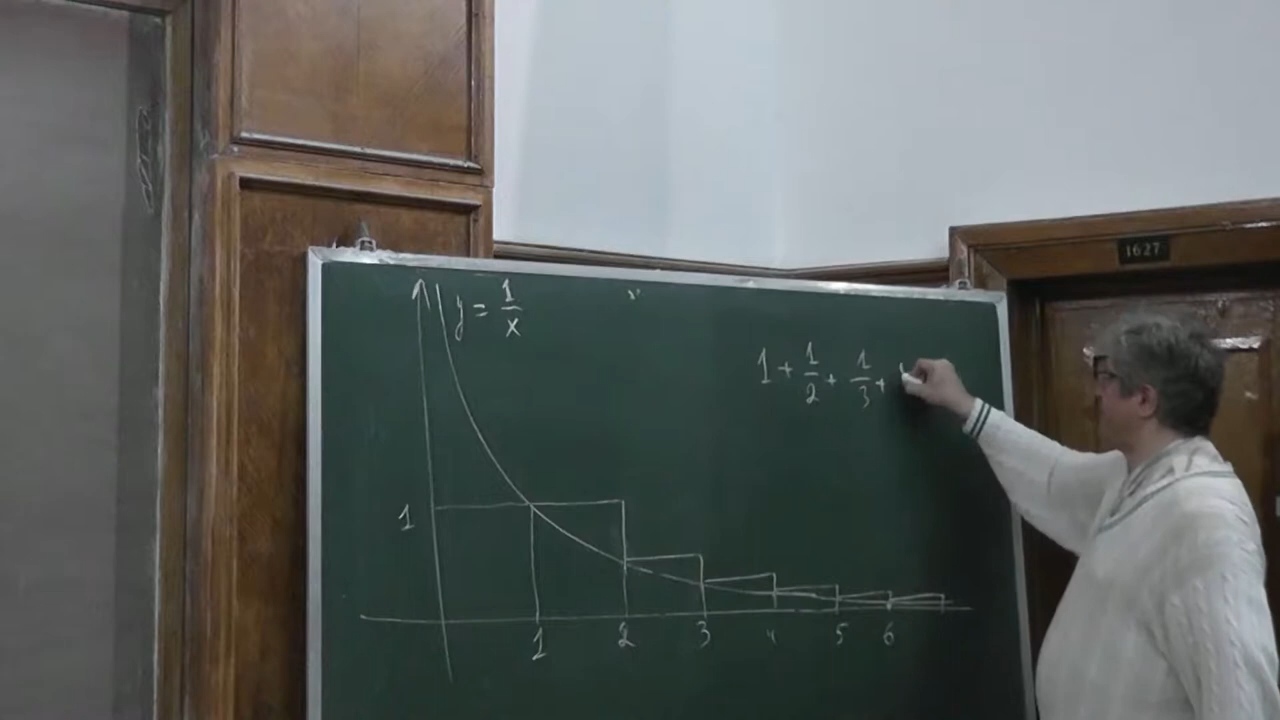 1627
y = 1/x
1 + 1/2 + 1/3 +
1
1 2 3 4 5 6